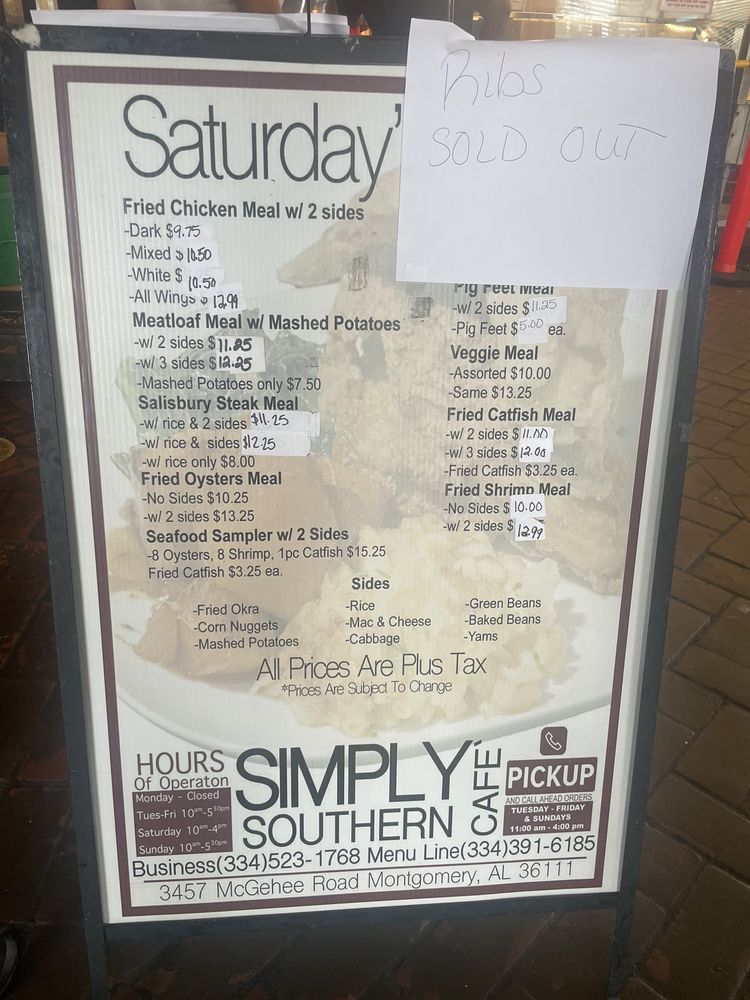 Ribs
SOLD OUT
Saturday'
Fried Chicken Meal w/ 2 sides
-Dark $9.75
-Mixed $ 10.50
-White $ 10.50
-All Wings $ 12.99
Meatloaf Meal w/ Mashed Potatoes
-w/ 2 sides $11.25
-w/ 3 sides $12.25
-Mashed Potatoes only $7.50
Salisbury Steak Meal
-w/ rice & 2 sides $11.25
-w/ rice & sides $12.25
-w/ rice only $8.00
Fried Oysters Meal
-No Sides $10.25
-w/ 2 sides $13.25
Seafood Sampler w/ 2 Sides
-8 Oysters, 8 Shrimp, 1pc Catfish $15.25
Fried Catfish $3.25 ea.
Pig Feet Meal
-w/ 2 sides $11.25
-Pig Feet $5.00 ea.
Veggie Meal
-Assorted $10.00
-Same $13.25
Fried Catfish Meal
-w/ 2 sides $11.00
-w/ 3 sides $12.00
-Fried Catfish $3.25 ea.
Fried Shrimp Meal
-No Sides $10.00
-w/ 2 sides $12.99
Sides
-Fried Okra
-Corn Nuggets
-Mashed Potatoes
-Rice
-Mac & Cheese
-Cabbage
-Green Beans
-Baked Beans
-Yams
All Prices Are Plus Tax
*Prices Are Subject To Change
HOURS
Of Operaton
Monday - Closed
Tues-Fri 10am-530pm
Saturday 10am-4pm
Sunday 10am-530pm
SIMPLY
SOUTHERN
CAFÉ
PICKUP
AND CALL AHEAD ORDERS
TUESDAY - FRIDAY
& SUNDAYS
11:00 am - 4:00 pm
Business(334)523-1768 Menu Line(334)391-6185
3457 McGehee Road Montgomery, AL 36111